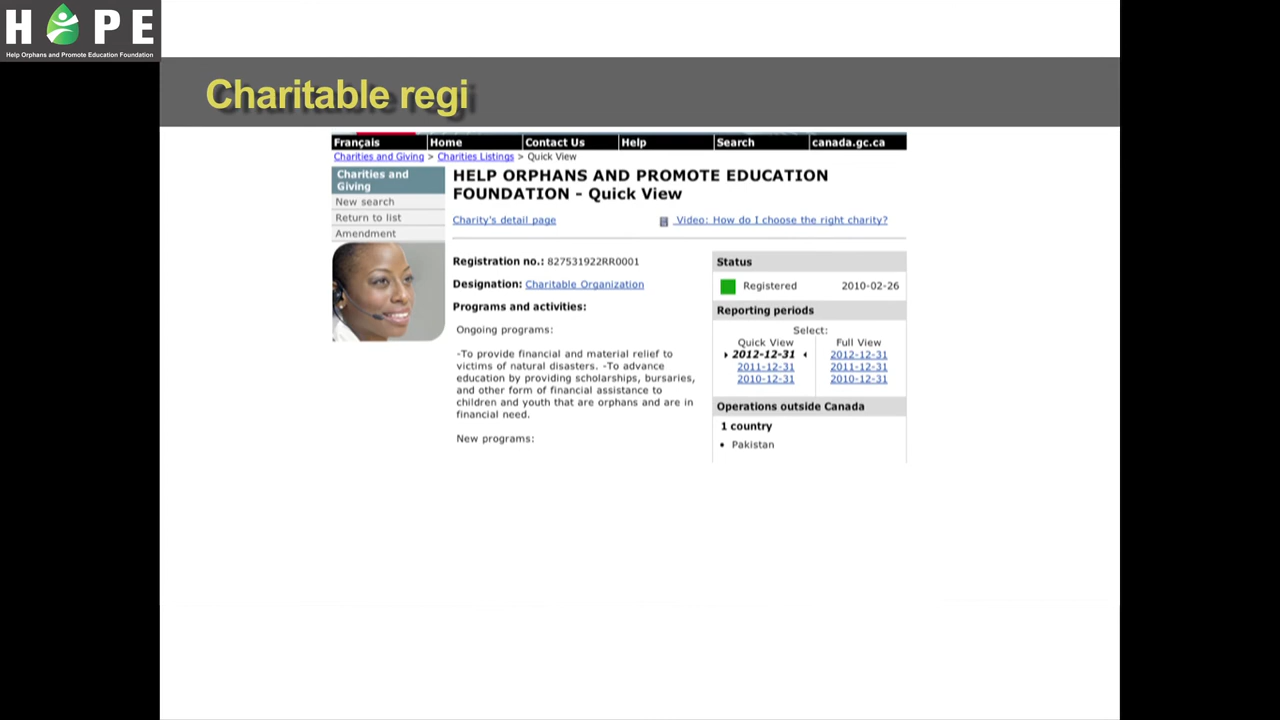 H PE
Help Orphans and Promote Education Foundation
Charitable regi
Français Home Contact Us Help Search canada.gc.ca
Charities and Giving > Charities Listings > Quick View
Charities and
Giving
New search
Return to list
Amendment
HELP ORPHANS AND PROMOTE EDUCATION
FOUNDATION - Quick View
Charity's detail page
Video: How do I choose the right charity?
Registration no.: 827531922RR0001
Designation: Charitable Organization
Programs and activities:
Ongoing programs:
-To provide financial and material relief to
victims of natural disasters. -To advance
education by providing scholarships, bursaries,
and other form of financial assistance to
children and youth that are orphans and are in
financial need.
New programs:
Status
Registered 2010-02-26
Reporting periods
Select:
Quick View Full View
2012-12-31 2012-12-31
2011-12-31 2011-12-31
2010-12-31 2010-12-31
Operations outside Canada
1 country
• Pakistan